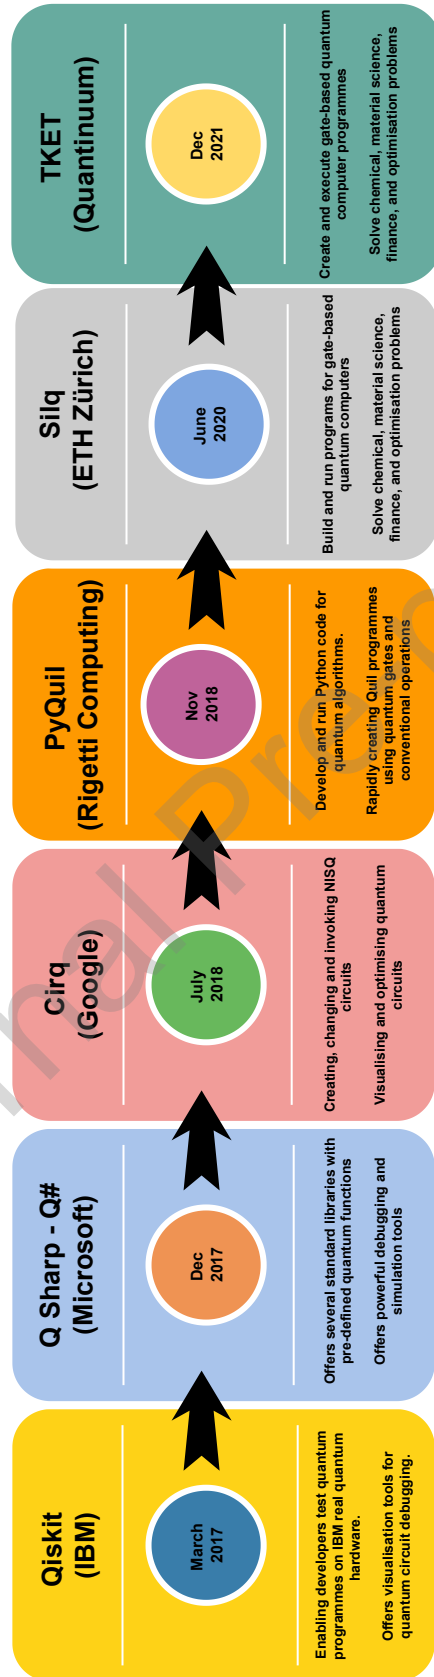 Qiskit
(IBM)
March
2017
Enabling developers test quantum
programmes on IBM real quantum
hardware.
Offers visualisation tools for
quantum circuit debugging.
Q Sharp - Q#
(Microsoft)
Dec
2017
Offers several standard libraries with
pre-defined quantum functions
Offers powerful debugging and
simulation tools
Cirq
(Google)
July
2018
Creating, changing and invoking NISQ
circuits
Visualising and optimising quantum
circuits
PyQuil
(Rigetti Computing)
Nov
2018
Develop and run Python code for
quantum algorithms.
Rapidly creating Quil programmes
using quantum gates and
conventional operations
Silq
(ETH Zürich)
June
2020
Build and run programs for gate-based
quantum computers
Solve chemical, material science,
finance, and optimisation problems
TKET
(Quantinuum)
Dec
2021
Create and execute gate-based quantum
computer programmes
Solve chemical, material science,
finance, and optimisation problems